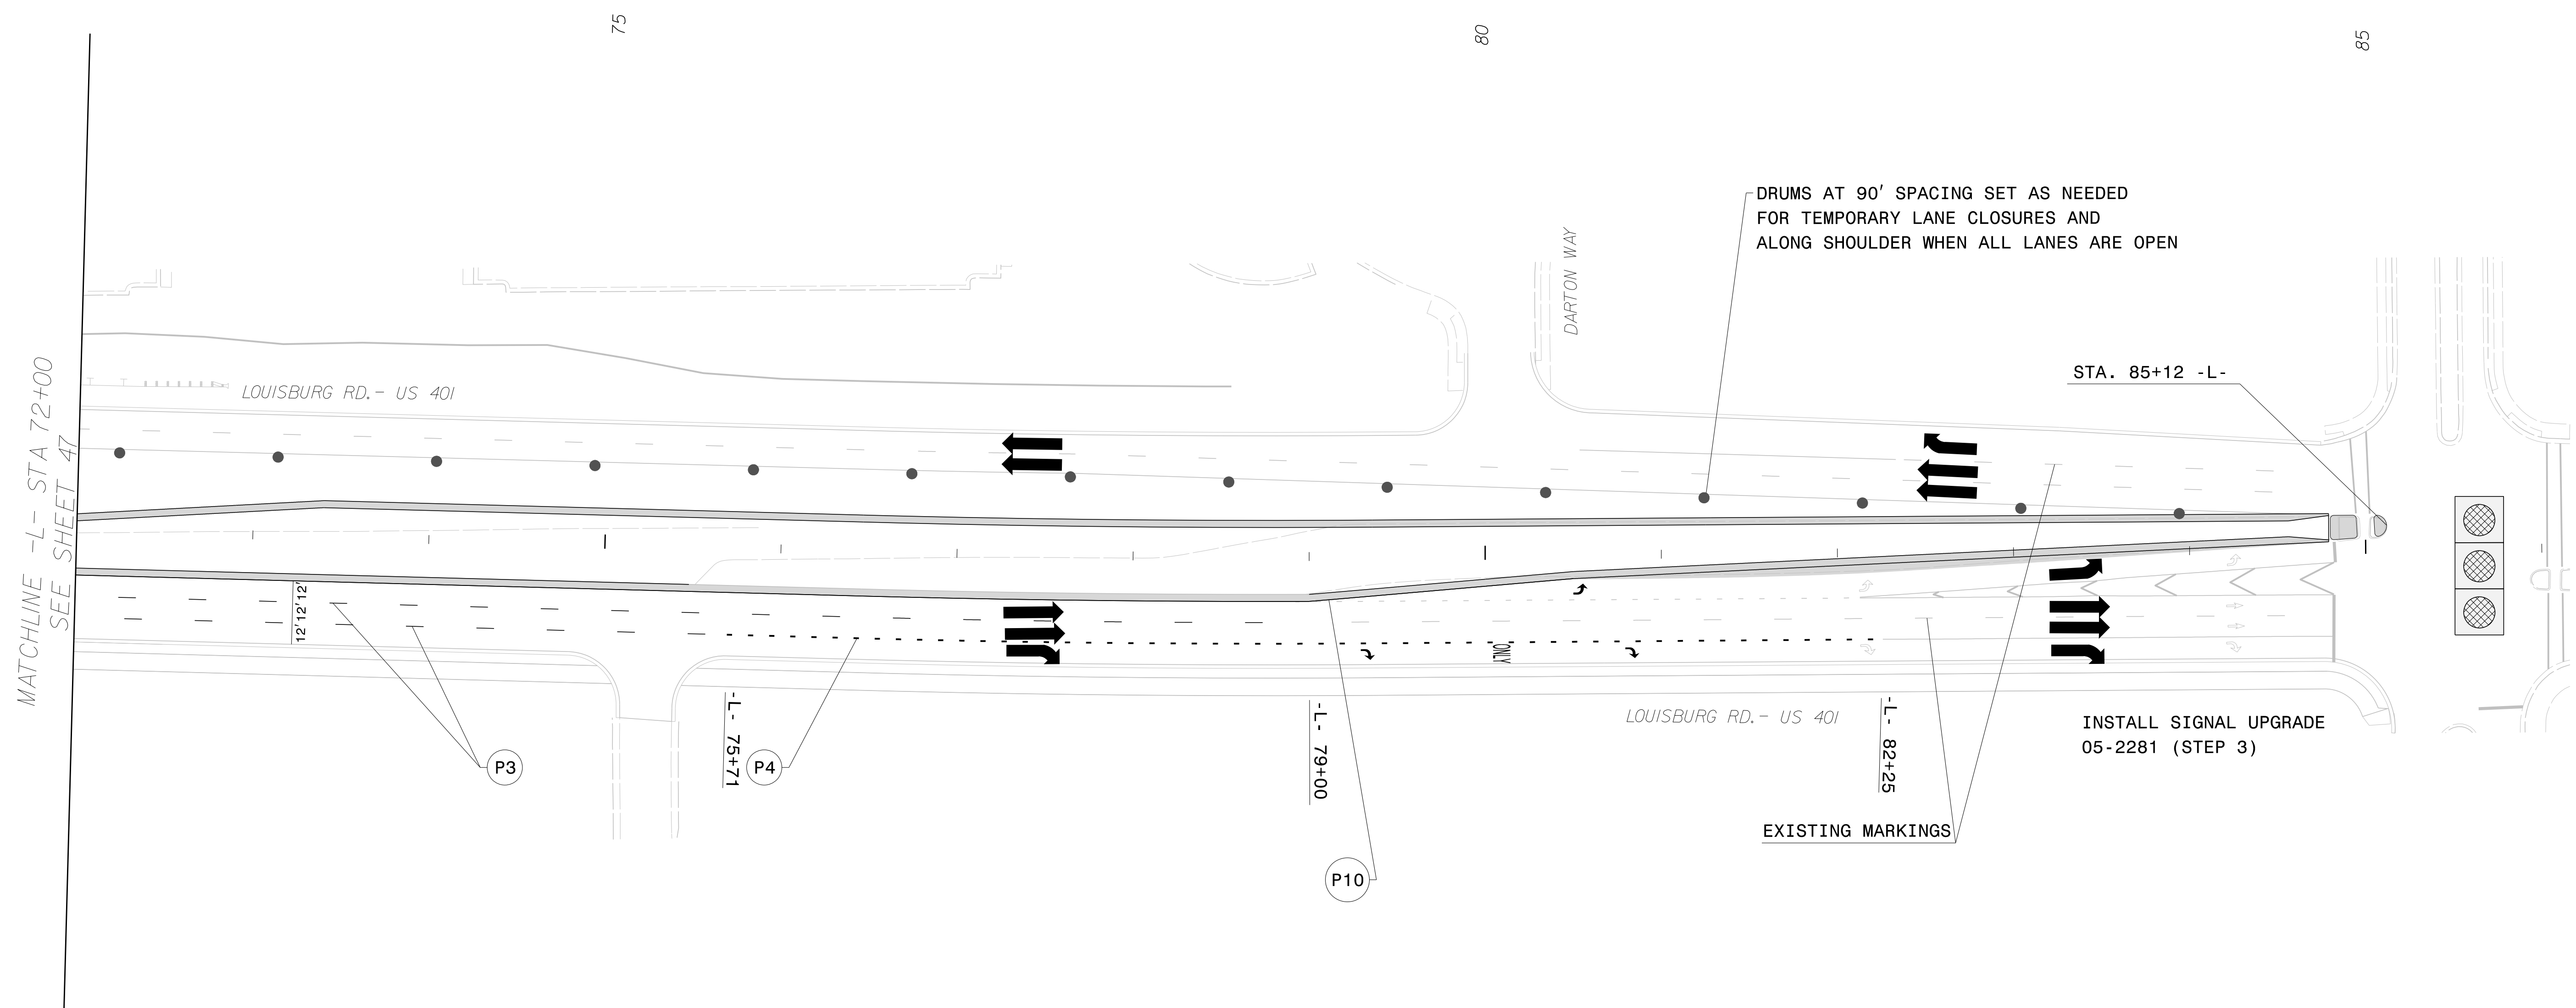 75
80
85
DRUMS AT 90' SPACING SET AS NEEDED
FOR TEMPORARY LANE CLOSURES AND
ALONG SHOULDER WHEN ALL LANES ARE OPEN
DARTON WAY
STA. 85+12 -L-
MATCHLINE -L- STA 72+00
SEE SHEET 47
LOUISBURG RD.- US 401
12'12'12'
ONLY
LOUISBURG RD.- US 401
-L- 75+71
-L- 79+00
-L- 82+25
INSTALL SIGNAL UPGRADE
05-2281 (STEP 3)
P3
P4
EXISTING MARKINGS
P10